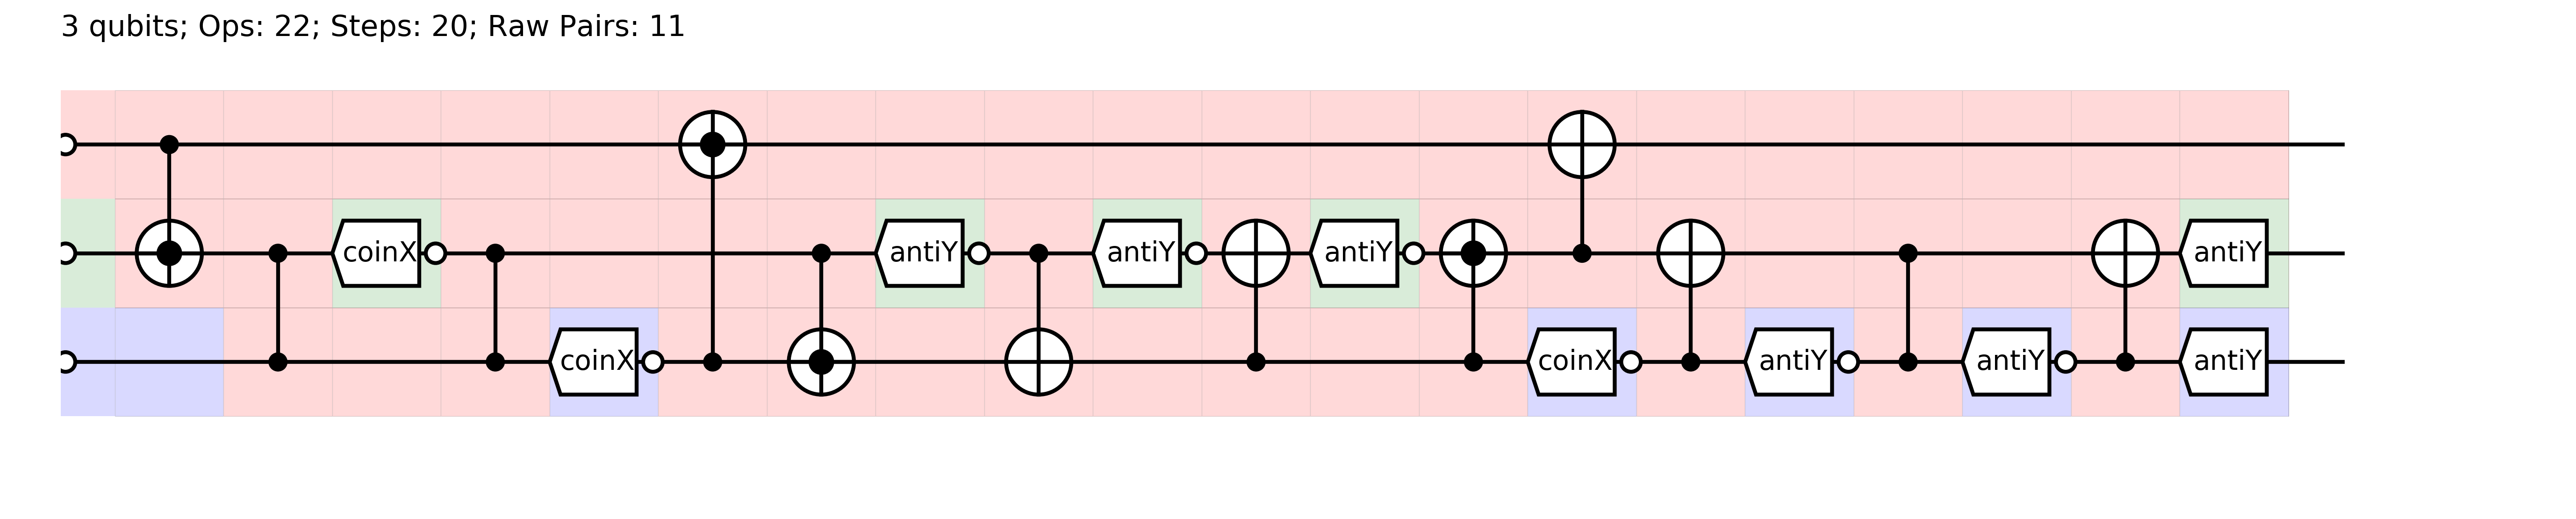 3 qubits; Ops: 22; Steps: 20; Raw Pairs: 11
coinX antiY antiY antiY antiY
coinX coinX antiY antiY antiY